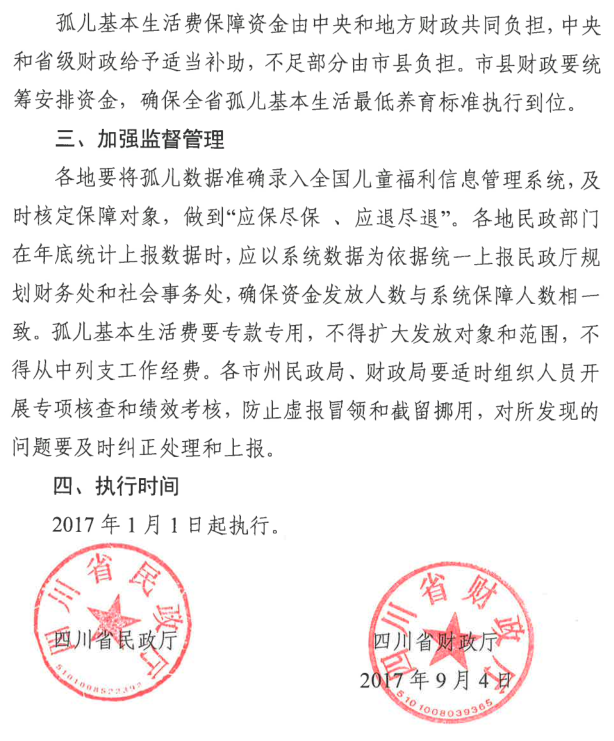 孤儿基本生活费保障资金由中央和地方财政共同负担，中央
和省级财政给予适当补助，不足部分由市县负担。市县财政要统
筹安排资金，确保全省孤儿基本生活最低养育标准执行到位。
三、加强监督管理
各地要将孤儿数据准确录入全国儿童福利信息管理系统，及
时核定保障对象，做到“应保尽保 、应退尽退”。各地民政部门
在年底统计上报数据时，应以系统数据为依据统一上报民政厅规
划财务处和社会事务处，确保资金发放人数与系统保障人数相一
致。孤儿基本生活费要专款专用，不得扩大发放对象和范围，不
得从中列支工作经费。各市州民政局、财政局要适时组织人员开
展专项核查和绩效考核，防止虚报冒领和截留挪用，对所发现的
问题要及时纠正处理和上报。
四、执行时间
2017 年 1 月 1 日起执行。
四川省民政厅
四川省民政厅
5101008522292
四川省财政厅
四川省财政厅
2017 年 9 月 4 日
5101008039365